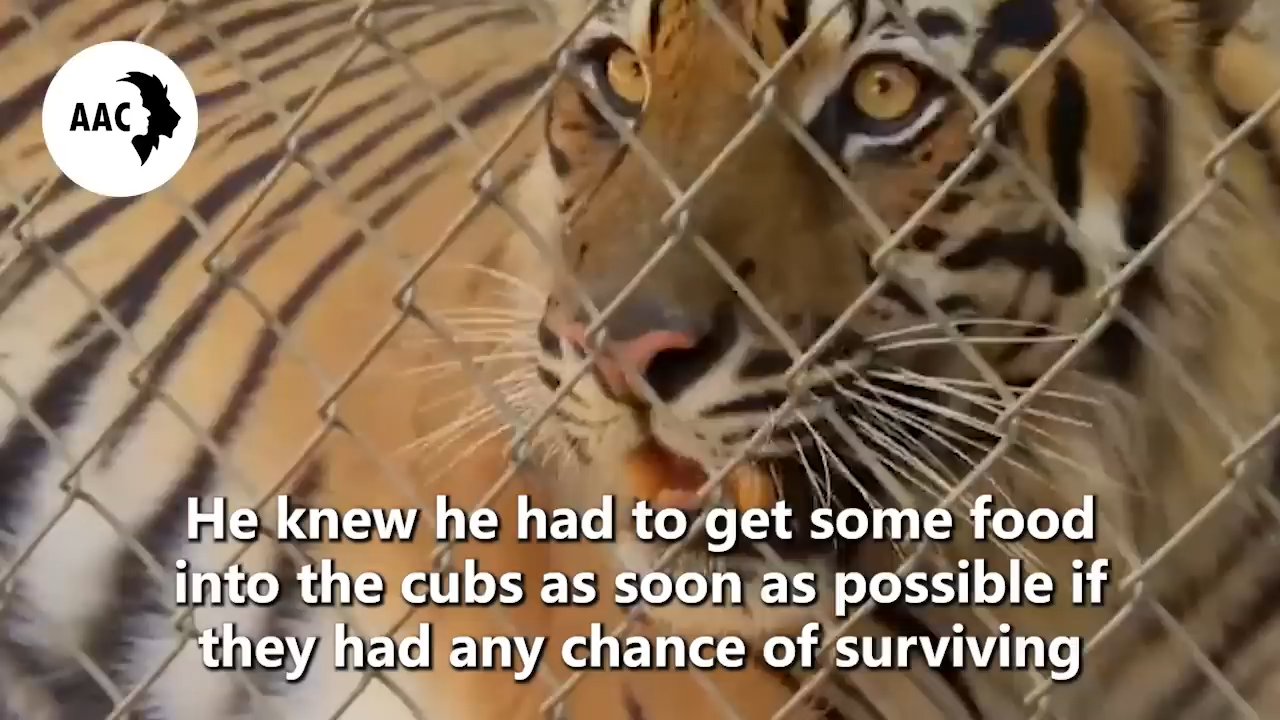 AAC
He knew he had to get some food
into the cubs as soon as possible if
they had any chance of surviving